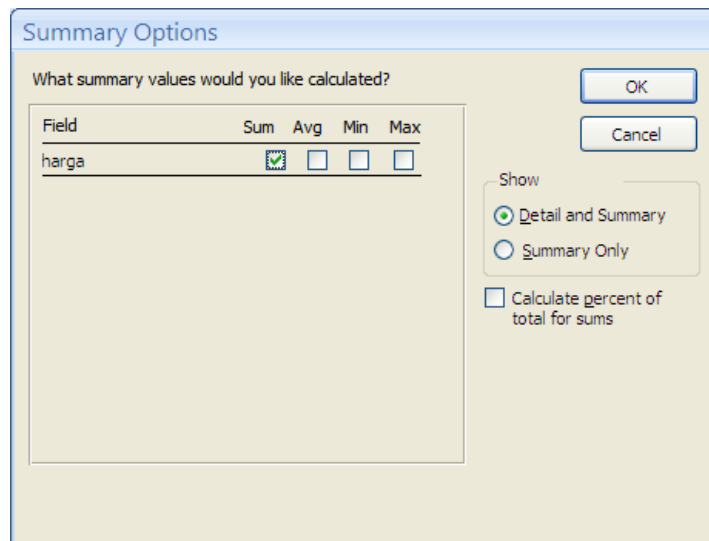 Summary Options
What summary values would you like calculated?
Field Sum Avg Min Max
harga
OK
Cancel
Show
Detail and Summary
Summary Only
Calculate percent of
total for sums